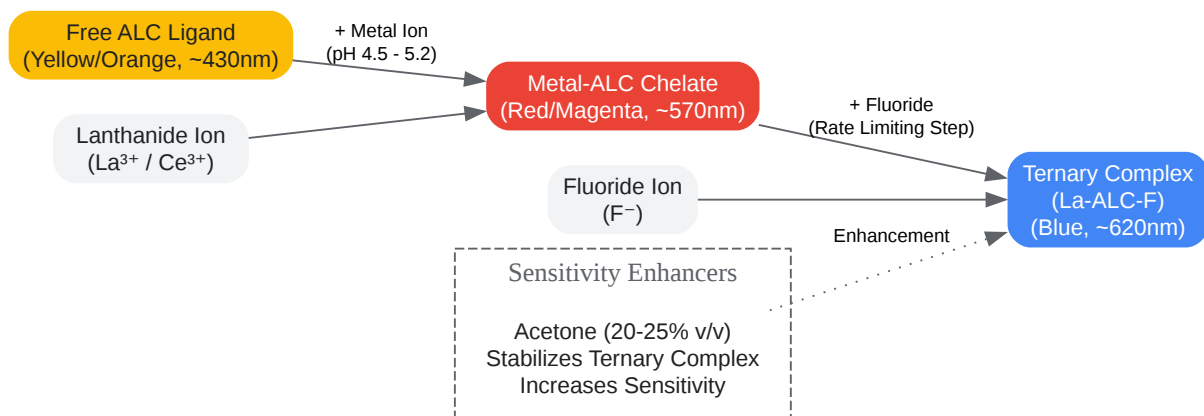 Free ALC Ligand
(Yellow/Orange, ~430nm)
+ Metal Ion
(pH 4.5 - 5.2)
Lanthanide Ion
(La³⁺ / Ce³⁺)
Metal-ALC Chelate
(Red/Magenta, ~570nm)
+ Fluoride
(Rate Limiting Step)
Fluoride Ion
(F⁻)
Ternary Complex
(La-ALC-F)
(Blue, ~620nm)
Enhancement
Sensitivity Enhancers
Acetone (20-25% v/v)
Stabilizes Ternary Complex
Increases Sensitivity